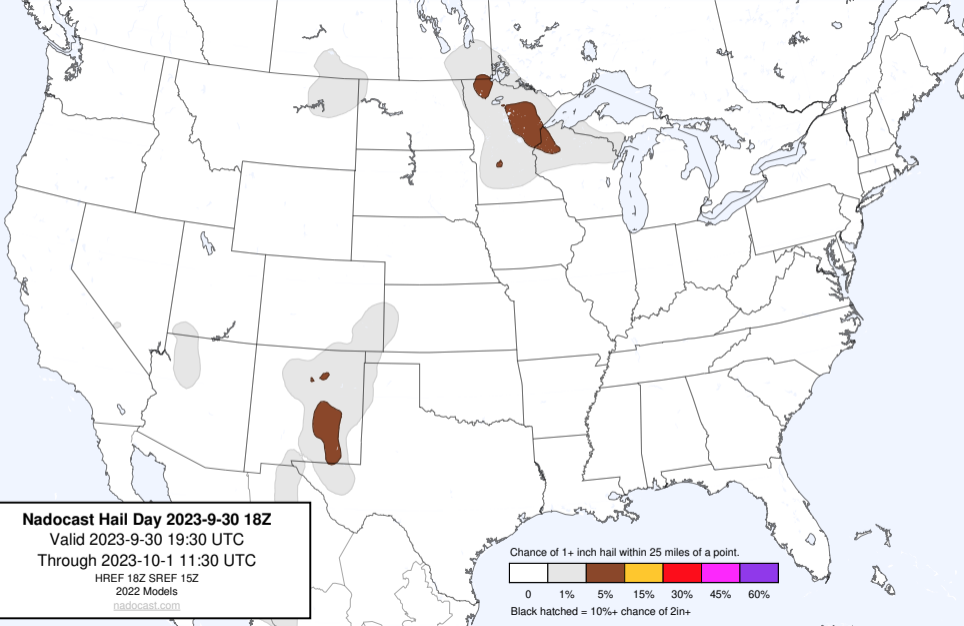 Nadocast Hail Day 2023-9-30 18Z
Valid 2023-9-30 19:30 UTC
Through 2023-10-1 11:30 UTC
HREF 18Z SREF 15Z
2022 Models
nadocast.com
Chance of 1+ inch hail within 25 miles of a point.
0 1% 5% 15% 30% 45% 60%
Black hatched = 10%+ chance of 2in+